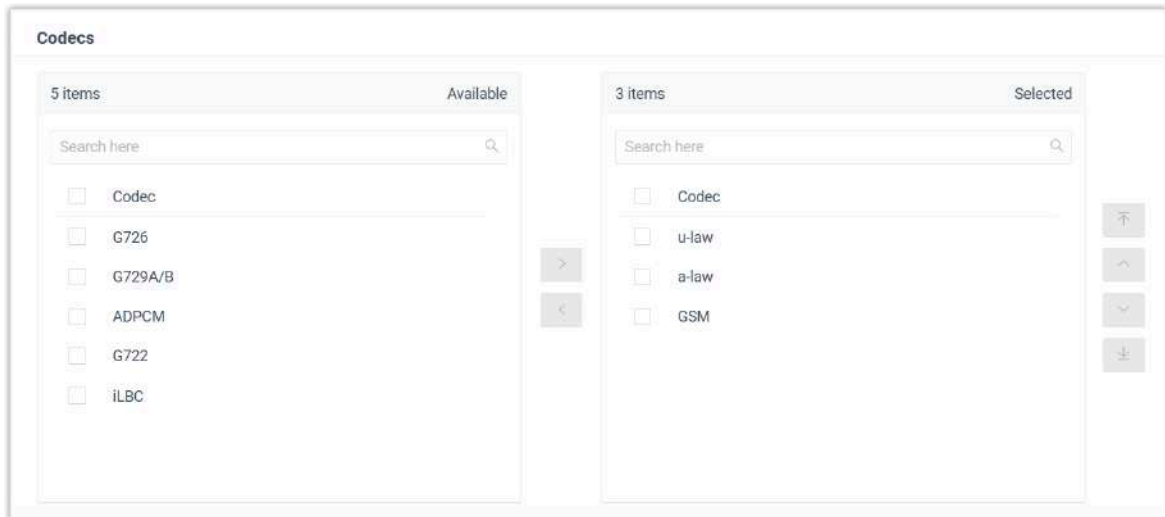 Codecs
5 items Available
Search here
Codec
G726
G729A/B
ADPCM
G722
iLBC
3 items Selected
Search here
Codec
u-law
a-law
GSM